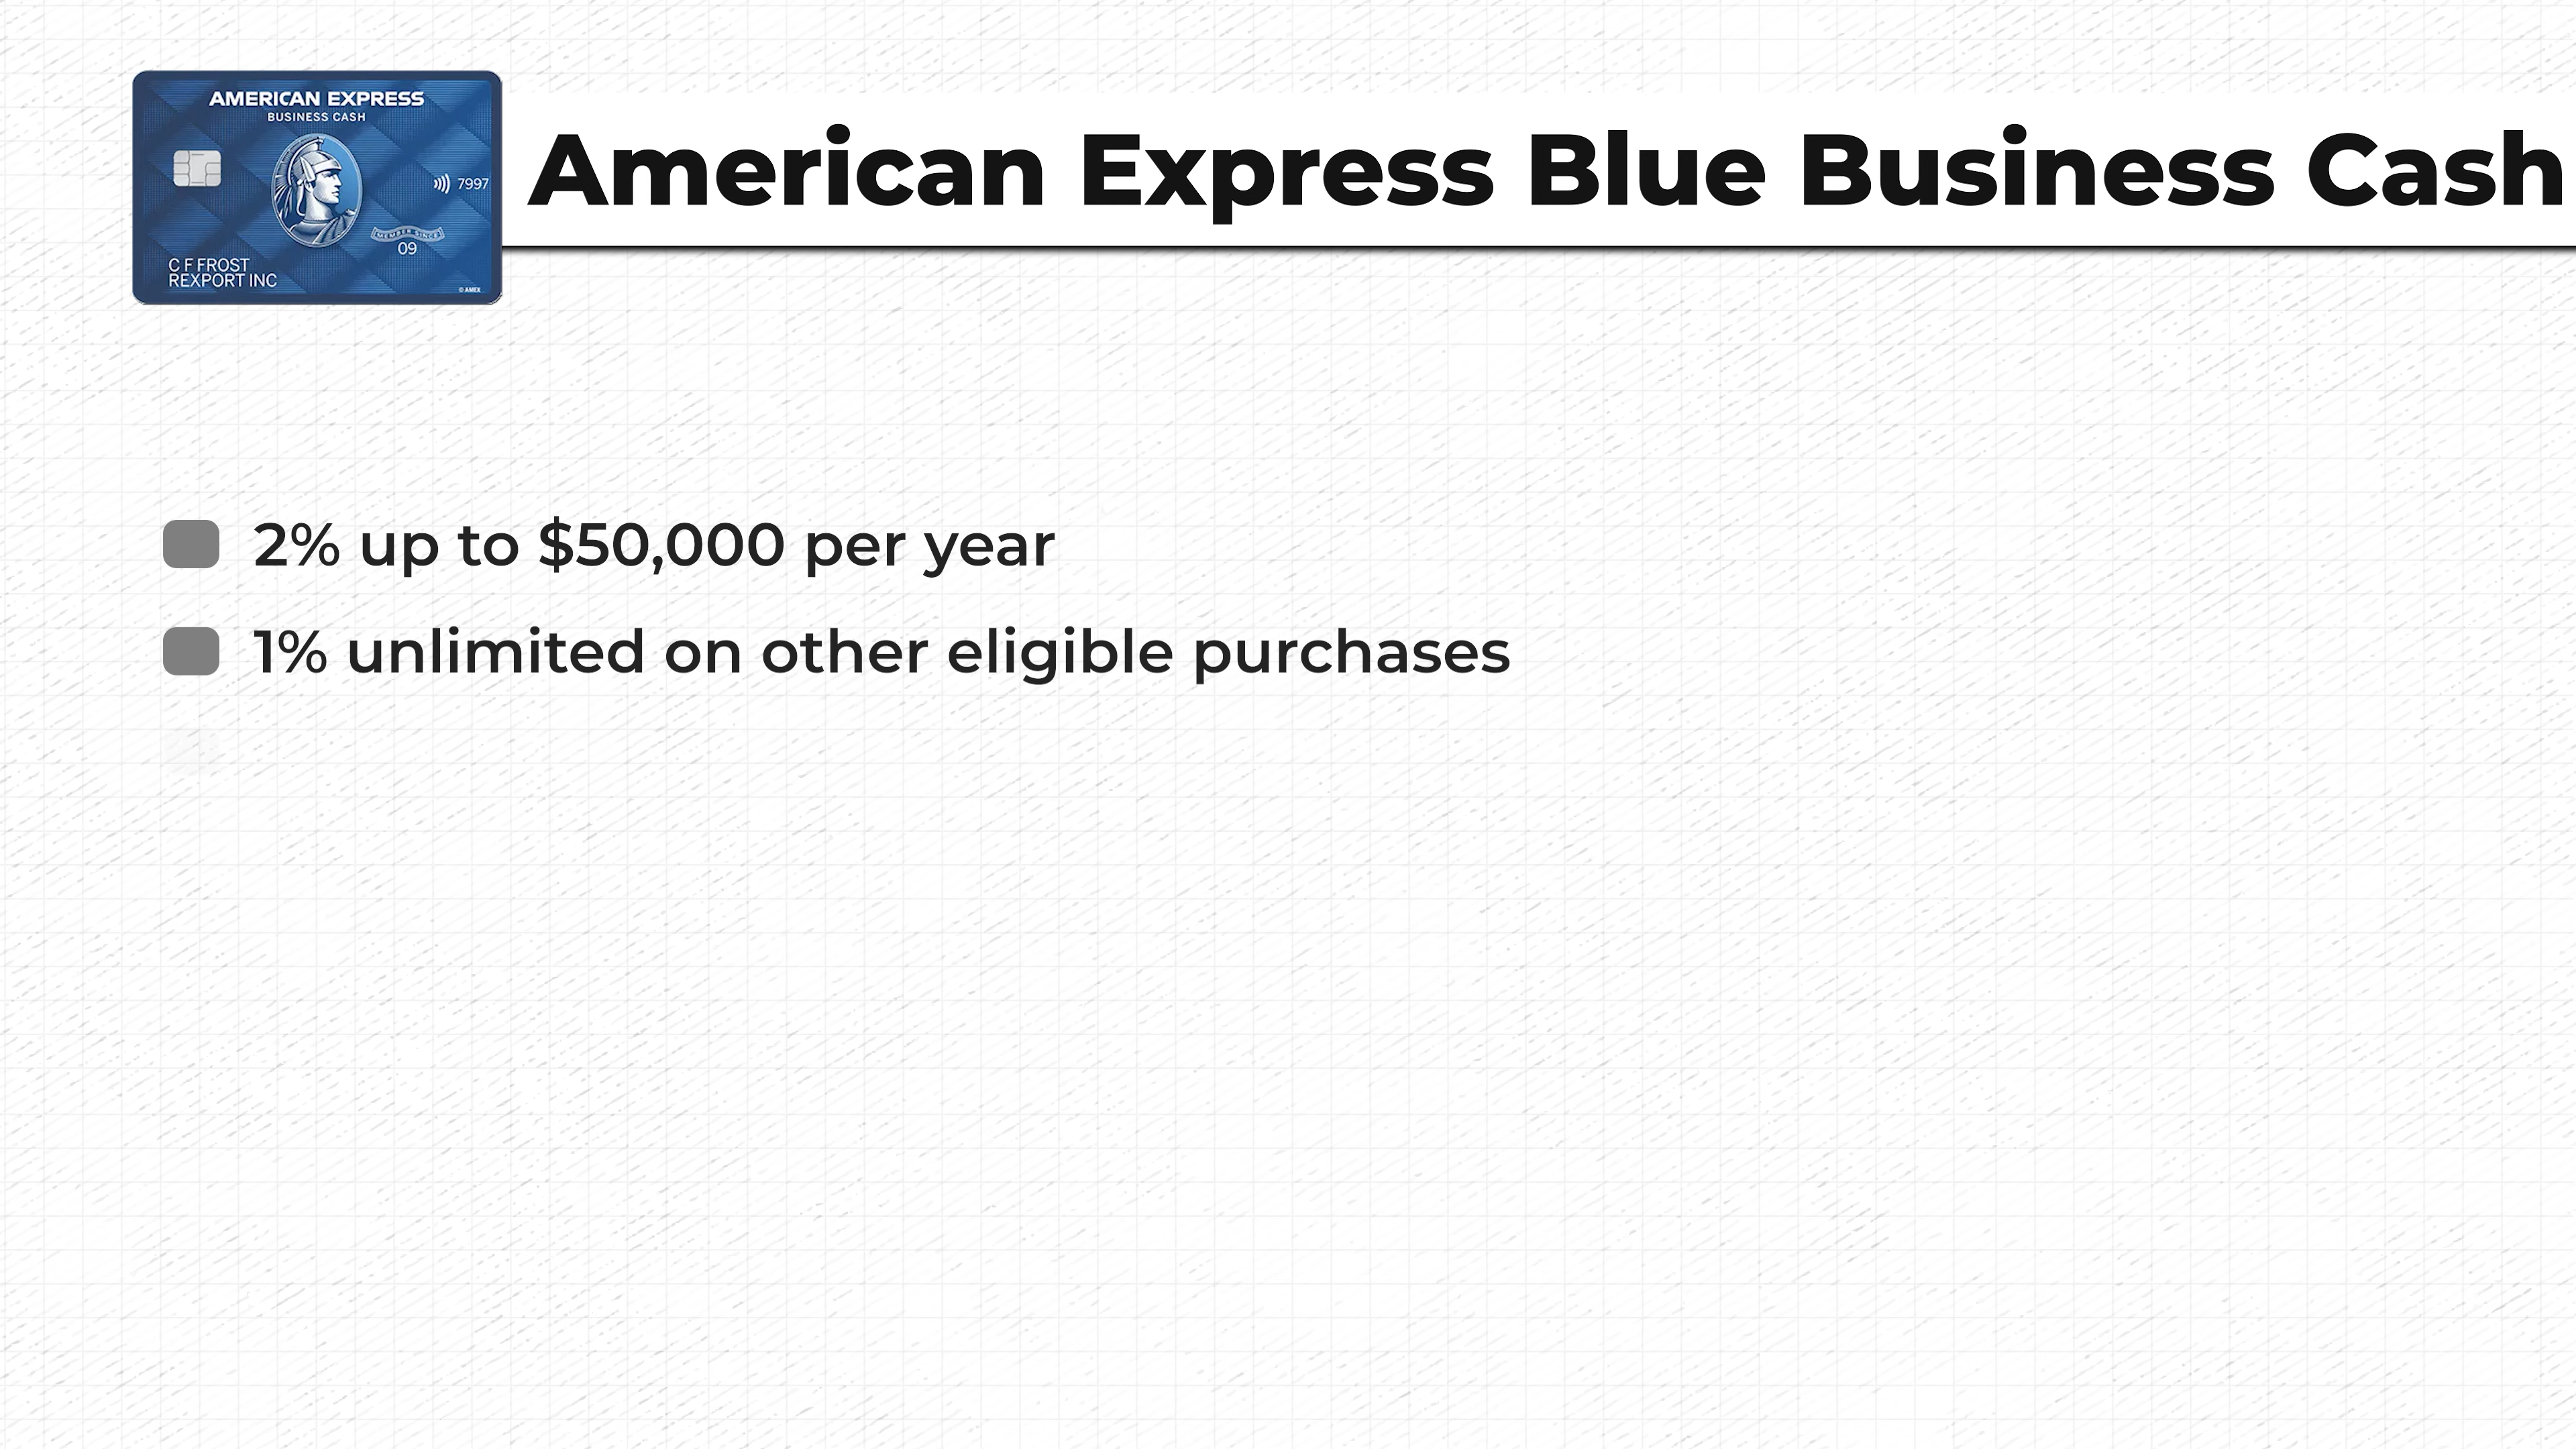 AMERICAN EXPRESS
BUSINESS CASH
American Express Blue Business Cash
7997
MEMBER SINCE
09
C F FROST
REXPORT INC
© AMEX
2% up to $50,000 per year
1% unlimited on other eligible purchases